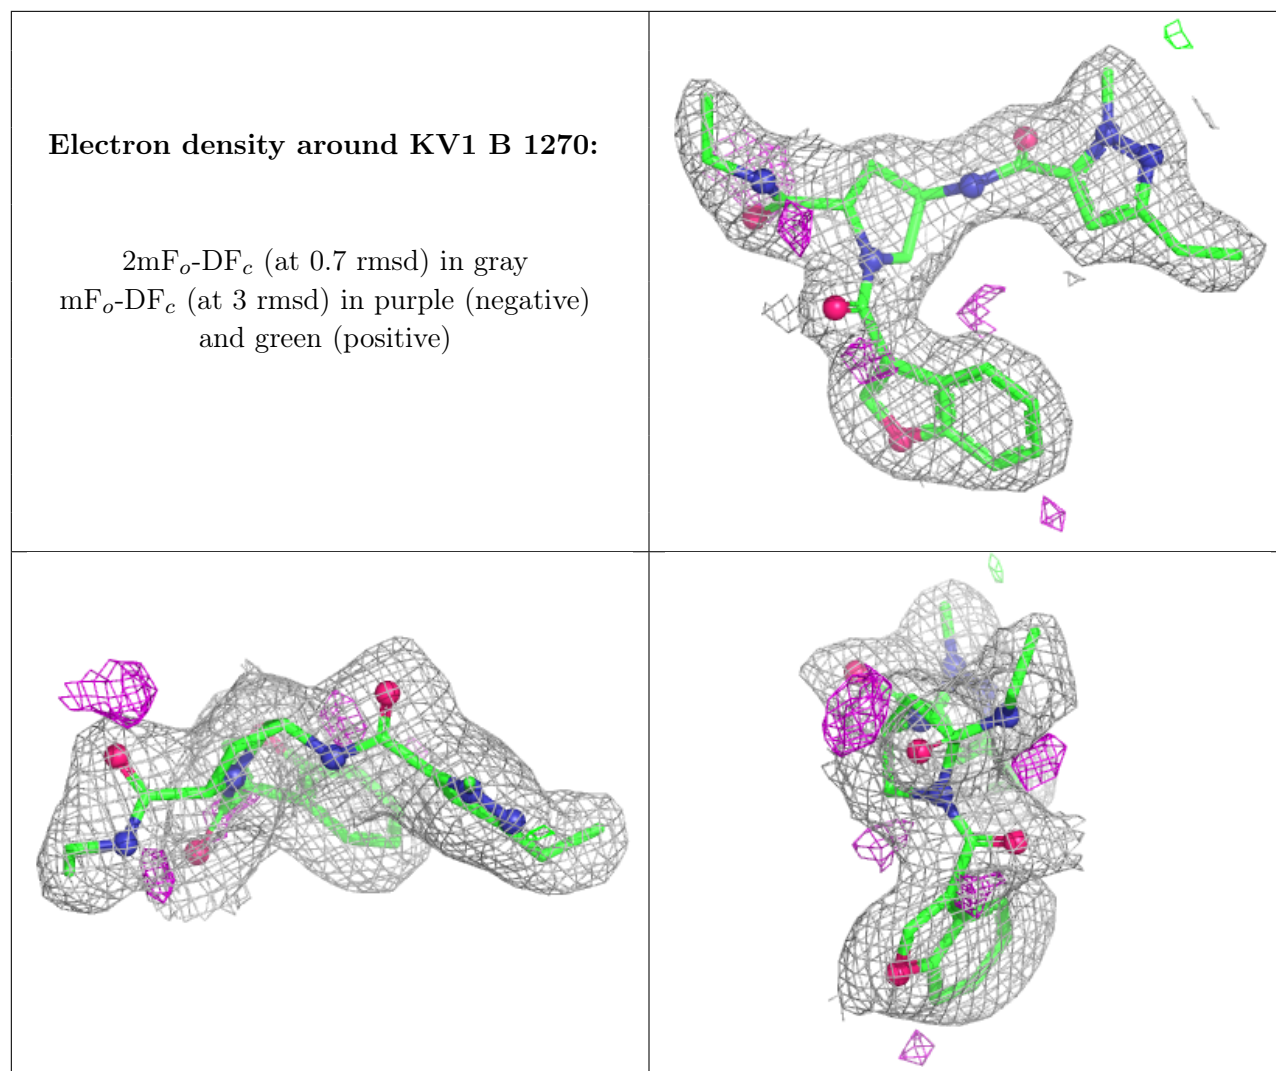 Electron density around KV1 B 1270:
2mFₒ-DF𝒸 (at 0.7 rmsd) in gray
mFₒ-DF𝒸 (at 3 rmsd) in purple (negative)
and green (positive)